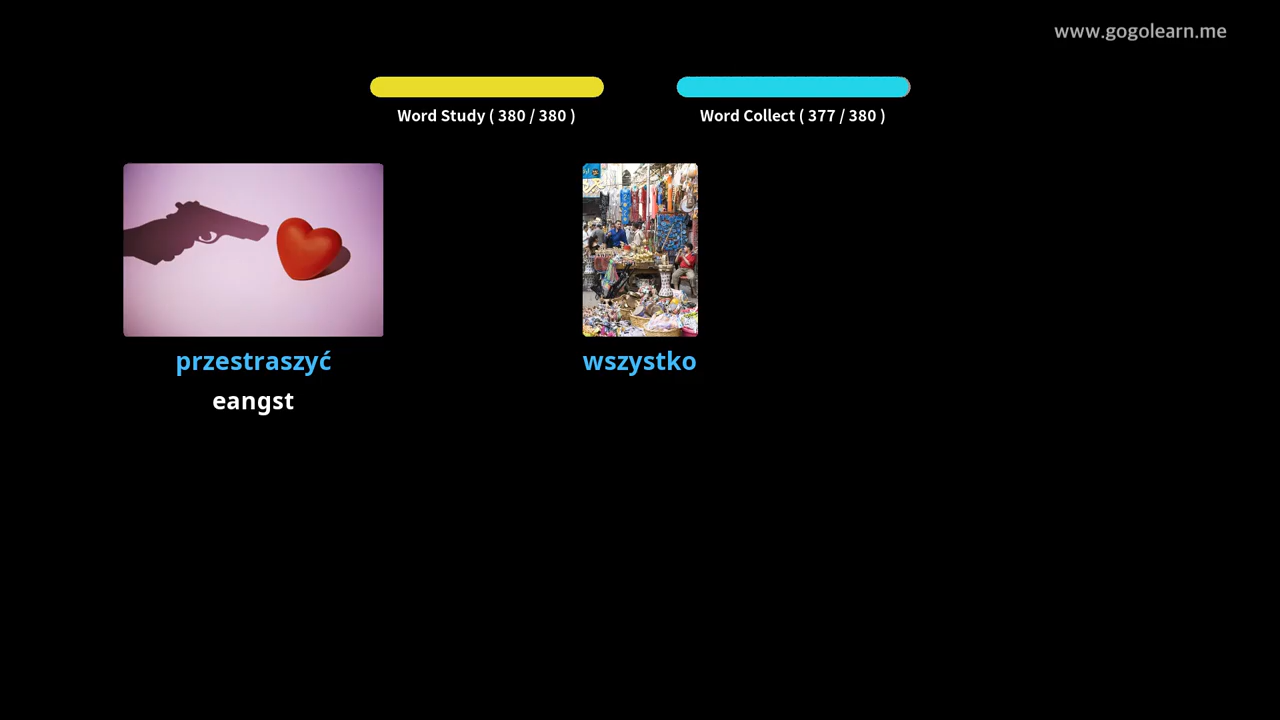 www.gogolearn.me
Word Study ( 380 / 380 )
Word Collect ( 377 / 380 )
przestraszyć
eangst
wszystko